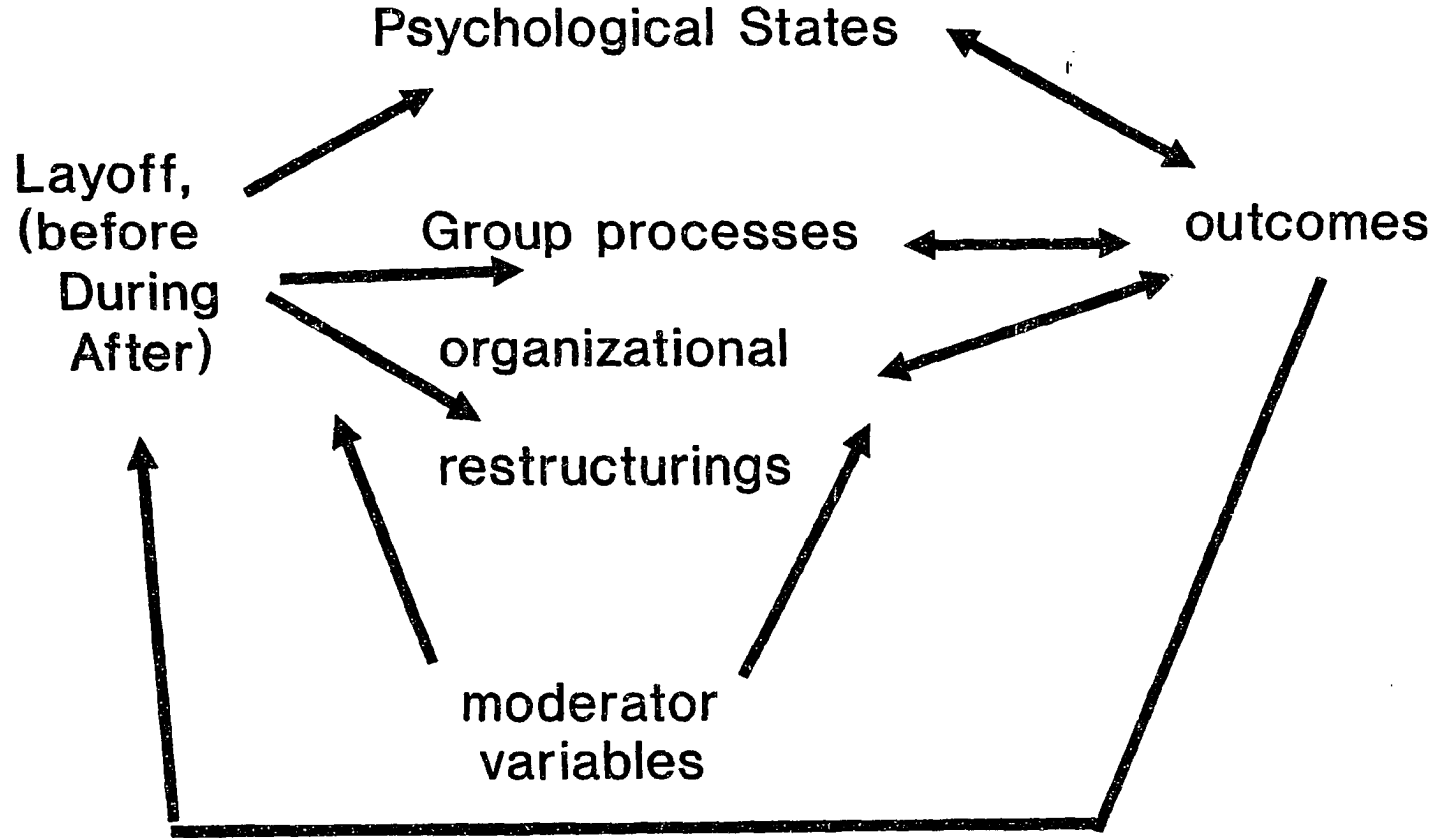 Psychological States
Layoff,
(before
During
After)
Group processes
organizational
restructurings
outcomes
moderator
variables